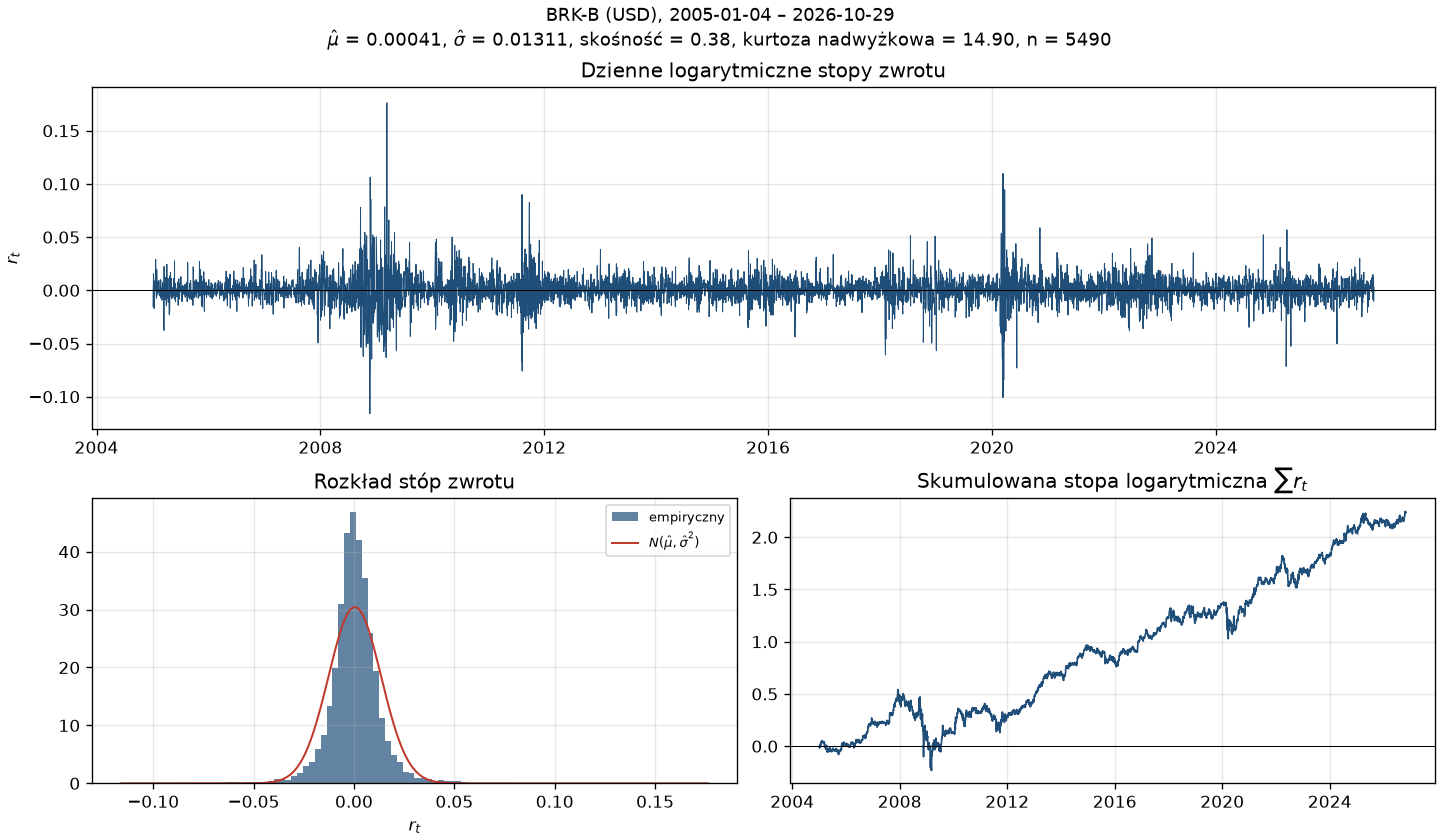 BRK-B (USD), 2005-01-04 – 2026-10-29
μ̂ = 0.00041, σ̂ = 0.01311, skośność = 0.38, kurtoza nadwyżkowa = 14.90, n = 5490
Dzienne logarytmiczne stopy zwrotu
r_t
0.15
0.10
0.05
0.00
−0.05
−0.10
2004 2008 2012 2016 2020 2024
Rozkład stóp zwrotu
empiryczny
N(μ̂, σ̂²)
40
30
20
10
0
−0.10 −0.05 0.00 0.05 0.10 0.15
r_t
Skumulowana stopa logarytmiczna ∑r_t
2.0
1.5
1.0
0.5
0.0
2004 2008 2012 2016 2020 2024